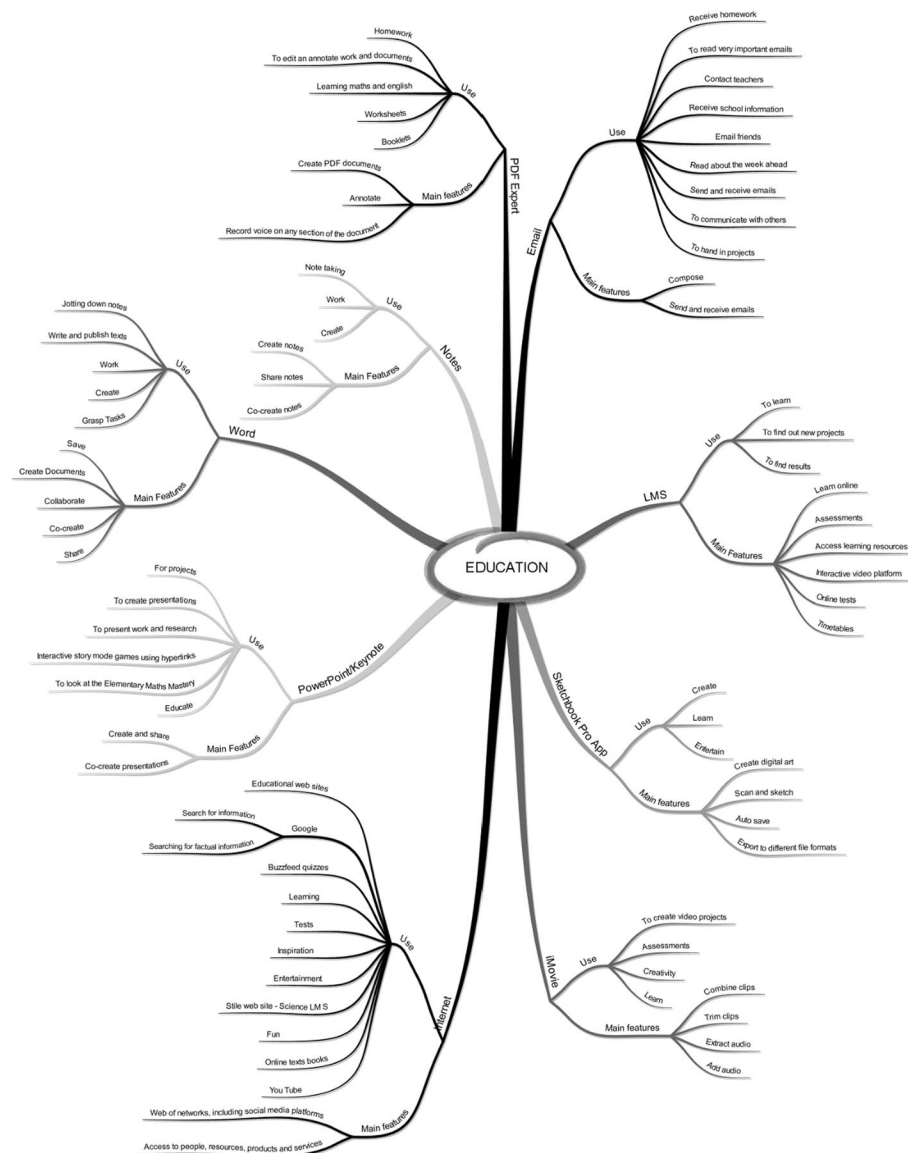 EDUCATION
PDF Expert
Use
Homework
To edit an annotate work and documents
Learning maths and english
Worksheets
Booklets
Main features
Create PDF documents
Annotate
Record voice on any section of the document
Email
Use
Receive homework
To read very important emails
Contact teachers
Receive school information
Email friends
Read about the week ahead
Send and receive emails
To communicate with others
To hand in projects
Main features
Compose
Send and receive emails
Notes
Use
Note taking
Work
Create
Main Features
Create notes
Share notes
Co-create notes
Word
Use
Jotting down notes
Write and publish texts
Work
Create
Grasp Tasks
Main Features
Save
Create Documents
Collaborate
Co-create
Share
LMS
Use
To learn
To find out new projects
To find results
Main Features
Learn online
Assessments
Access learning resources
Interactive video platform
Online tests
Timetables
PowerPoint/Keynote
Use
For projects
To create presentations
To present work and research
Interactive story mode games using hyperlinks
To look at the Elementary Maths Mastery
Educate
Main Features
Create and share
Co-create presentations
Sketchbook Pro App
Use
Create
Learn
Entertain
Main features
Create digital art
Scan and sketch
Auto save
Export to different file formats
Internet
Use
Educational web sites
Google
Search for information
Searching for factual information
Buzzfeed quizzes
Learning
Tests
Inspiration
Entertainment
Stile web site - Science LM S
Fun
Online texts books
You Tube
Main features
Web of networks, including social media platforms
Access to people, resources, products and services
iMovie
Use
To create video projects
Assessments
Creativity
Learn
Main features
Combine clips
Trim clips
Extract audio
Add audio